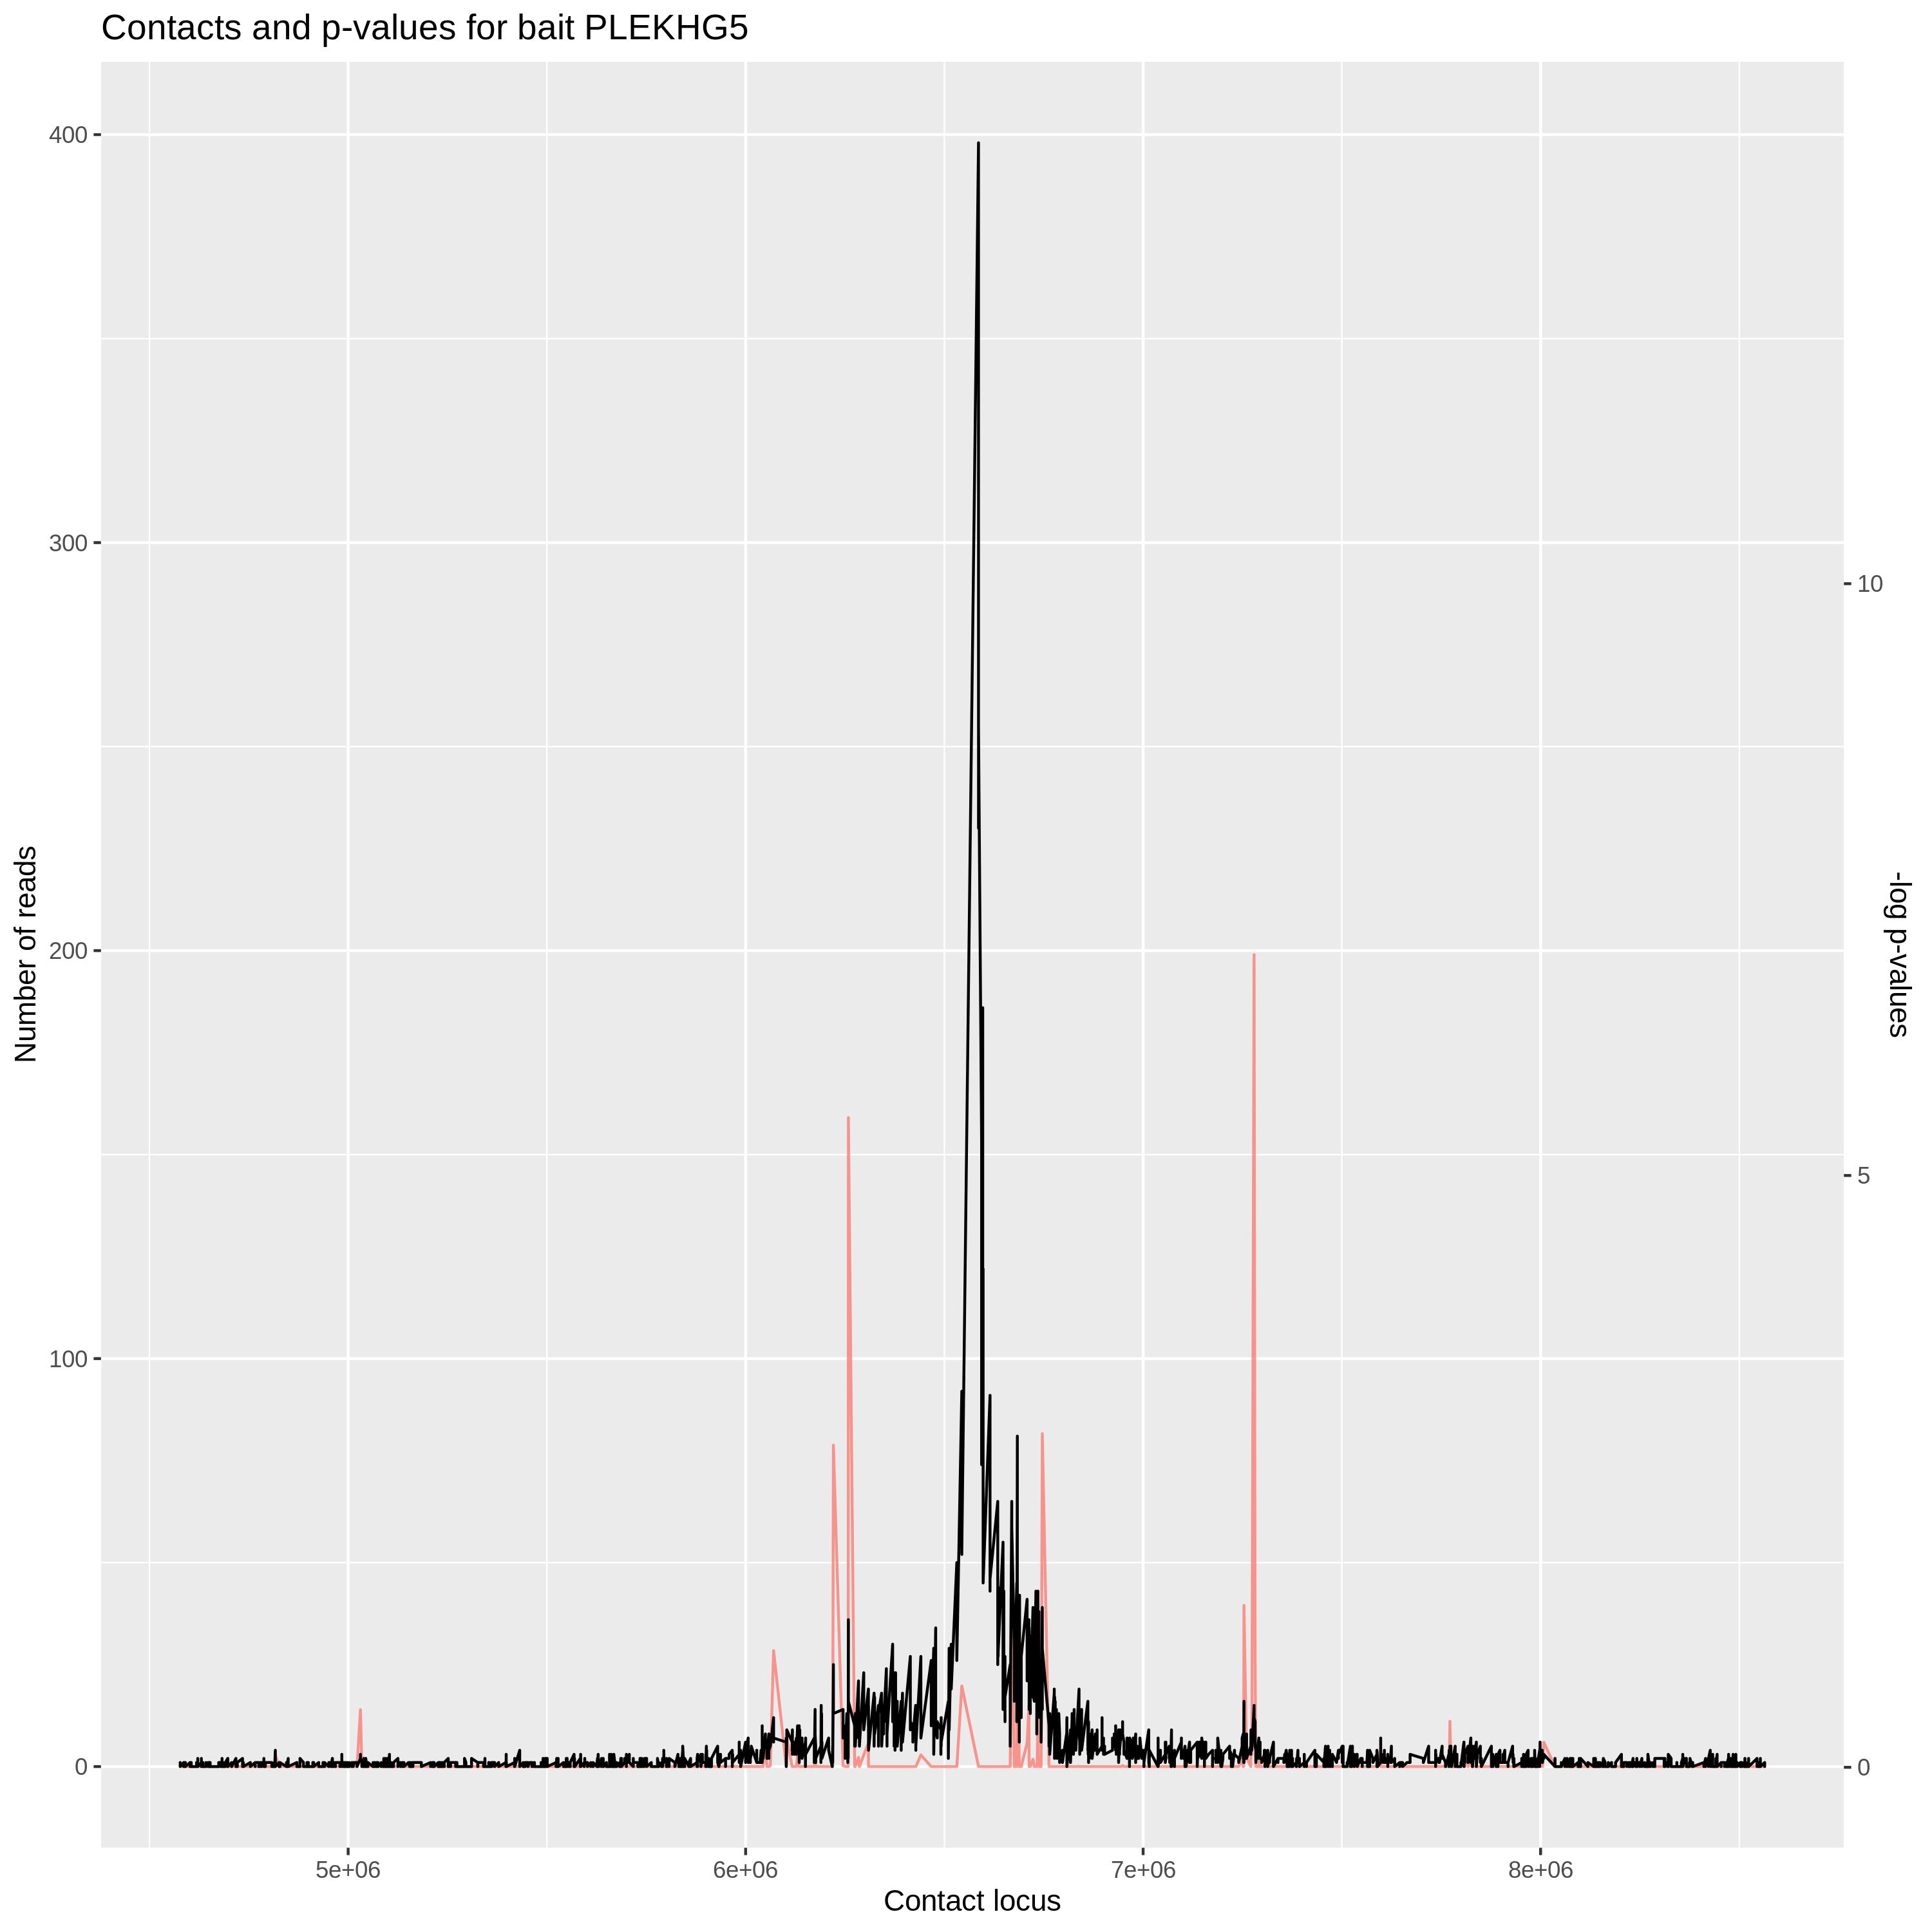 Contacts and p-values for bait PLEKHG5
400
300
200
100
0
Number of reads
10
5
0
-log p-values
5e+06
6e+06
7e+06
8e+06
Contact locus